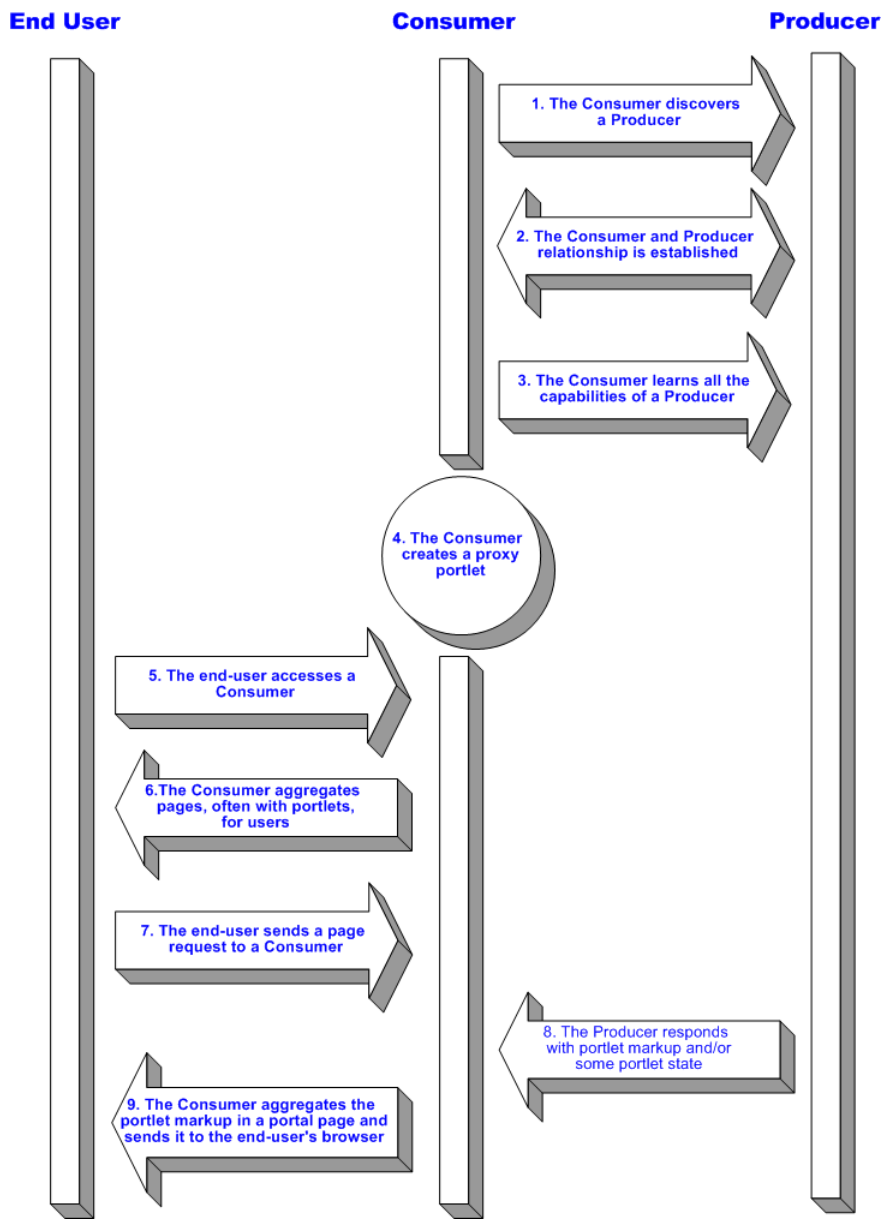 End User
Consumer
Producer
1. The Consumer discovers
a Producer
2. The Consumer and Producer
relationship is established
3. The Consumer learns all the
capabilities of a Producer
4. The Consumer
creates a proxy
portlet
5. The end-user accesses a
Consumer
6.The Consumer aggregates
pages, often with portlets,
for users
7. The end-user sends a page
request to a Consumer
8. The Producer responds
with portlet markup and/or
some portlet state
9. The Consumer aggregates the
portlet markup in a portal page and
sends it to the end-user's browser